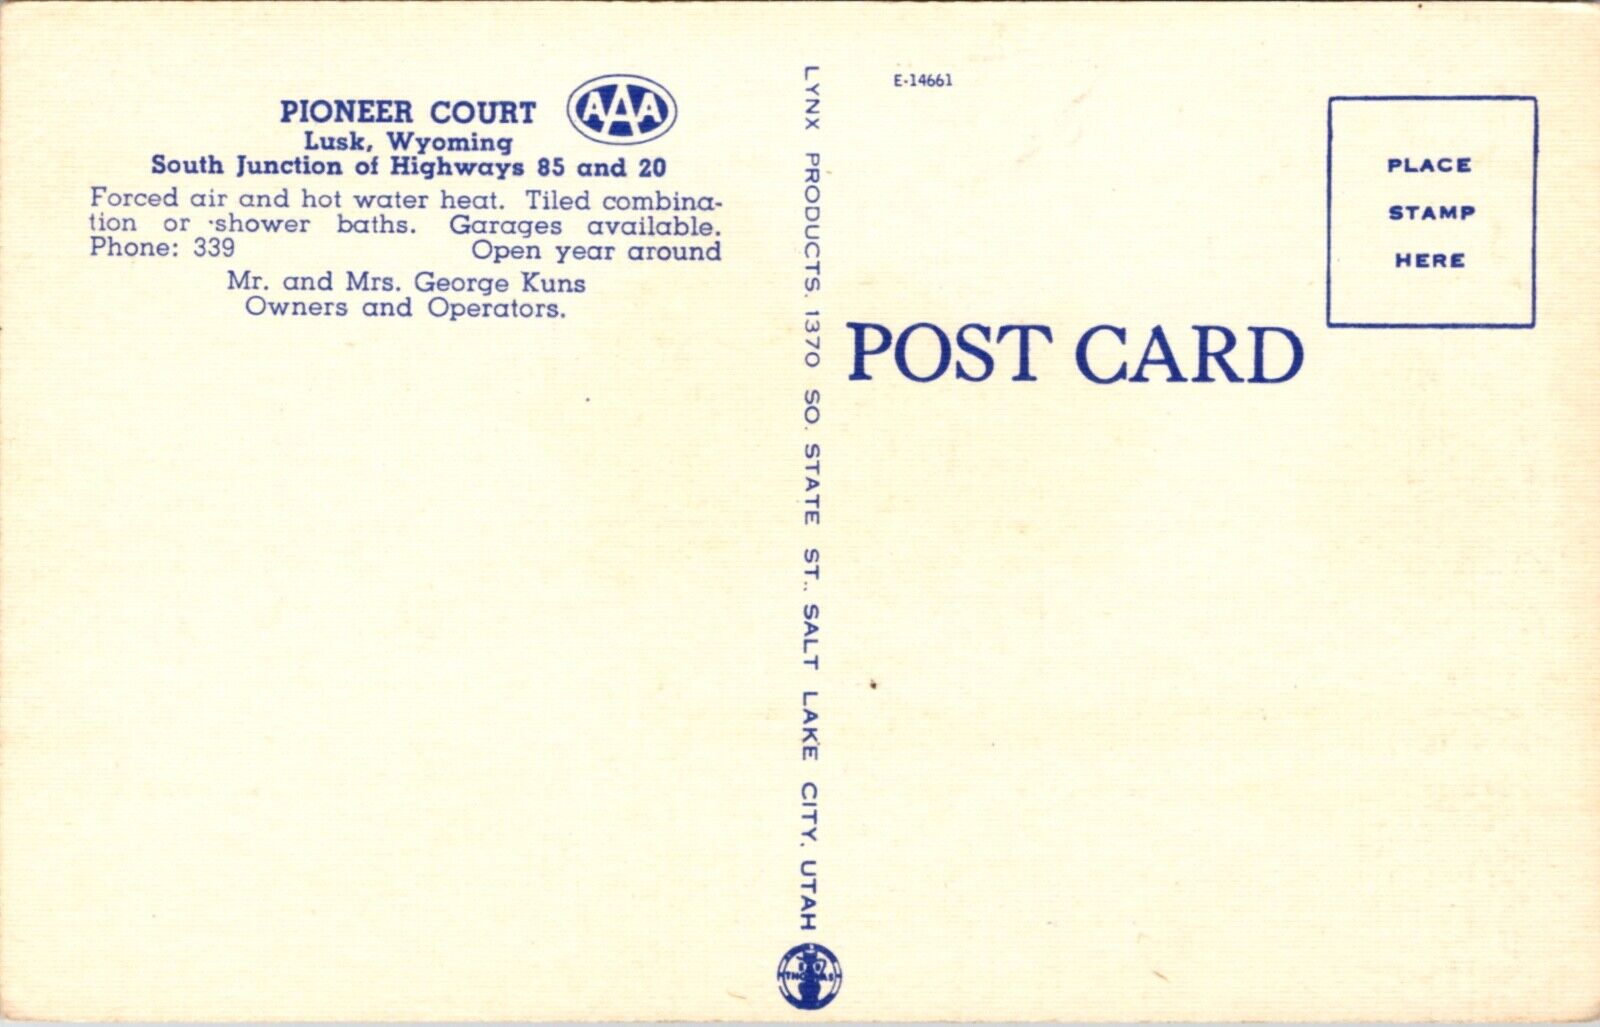 PIONEER COURT
AAA
Lusk, Wyoming
South Junction of Highways 85 and 20
Forced air and hot water heat. Tiled combina-
tion or shower baths. Garages available.
Phone: 339 Open year around
Mr. and Mrs. George Kuns
Owners and Operators.
LYNX PRODUCTS, 1370 SO. STATE ST., SALT LAKE CITY, UTAH
THOMAS
E-14661
PLACE
STAMP
HERE
POST CARD